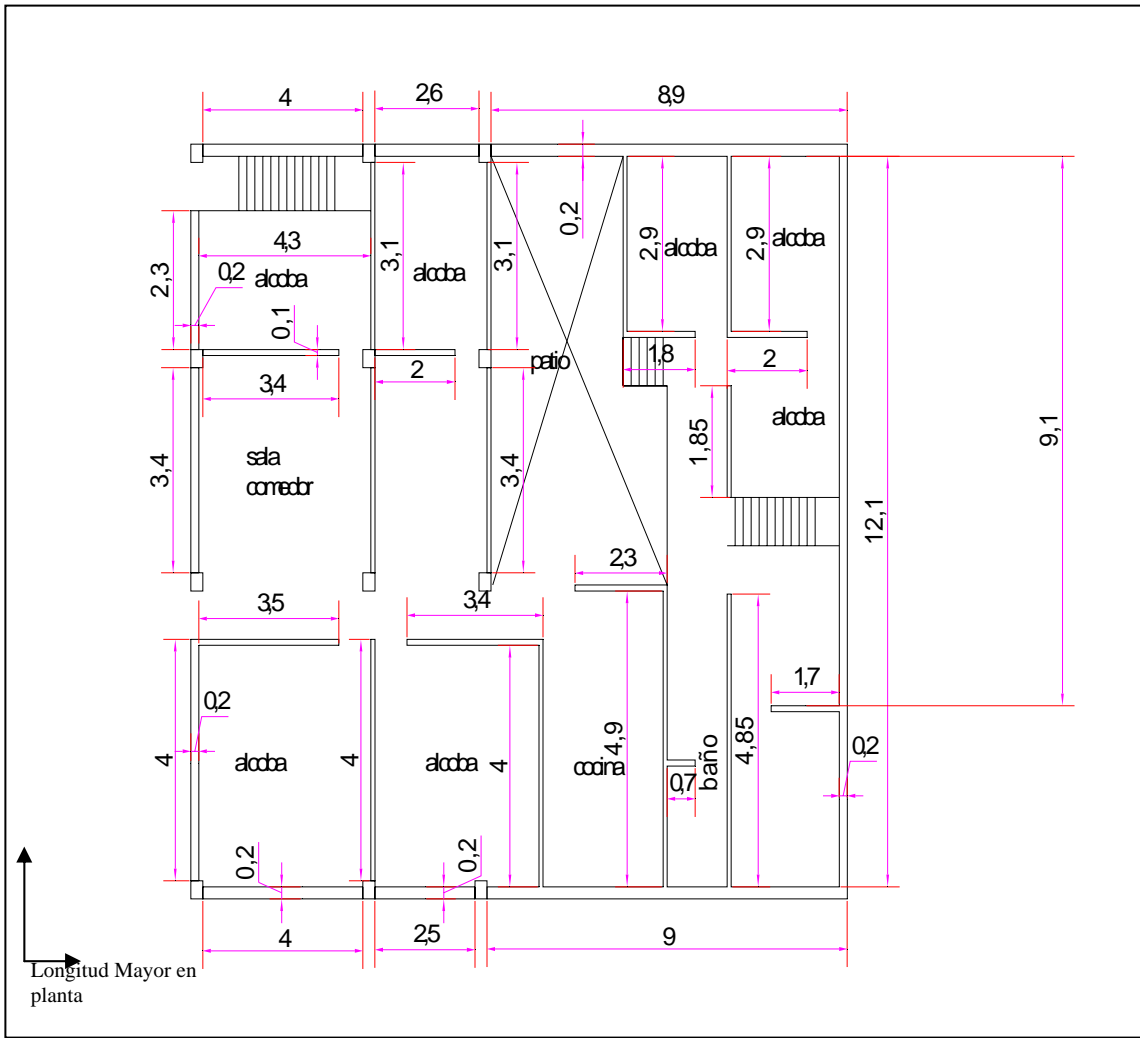 4
2,6
8,9
0,2
2,3
4,3
0,2
alcoba
0,1
3,1
alcoba
3,1
2,9
alcoba
2,9
alcoba
patio
1,8
2
3,4
2
3,4
sala
comedor
3,4
1,85
alcoba
9,1
12,1
2,3
3,5
3,4
4
0,2
alcoba
4
alcoba
4
cocina
4,9
baño
0,7
4,85
1,7
0,2
0,2
0,2
4
2,5
9
Longitud Mayor en
planta